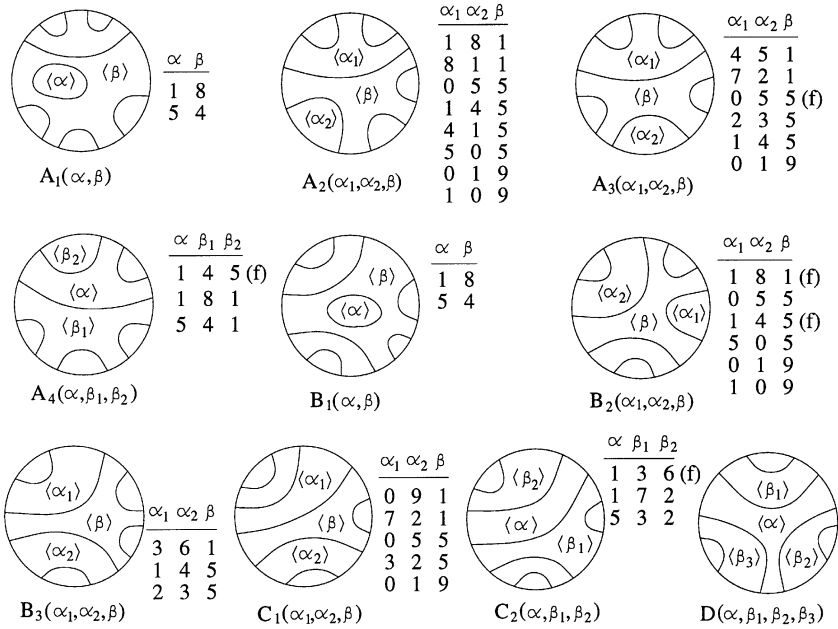 ⟨α⟩ ⟨β⟩
α β
1 8
5 4
A₁(α,β)
⟨α₁⟩
⟨β⟩
⟨α₂⟩
α₁ α₂ β
1 8 1
8 1 1
0 5 5
1 4 5
4 1 5
5 0 5
0 1 9
1 0 9
A₂(α₁,α₂,β)
⟨α₁⟩
⟨β⟩
⟨α₂⟩
α₁ α₂ β
4 5 1
7 2 1
0 5 5 (f)
2 3 5
1 4 5
0 1 9
A₃(α₁,α₂,β)
⟨β₂⟩
⟨α⟩
⟨β₁⟩
α β₁ β₂
1 4 5 (f)
1 8 1
5 4 1
A₄(α,β₁,β₂)
⟨β⟩
⟨α⟩
α β
1 8
5 4
B₁(α,β)
⟨α₂⟩
⟨α₁⟩
⟨β⟩
α₁ α₂ β
1 8 1 (f)
0 5 5
1 4 5 (f)
5 0 5
0 1 9
1 0 9
B₂(α₁,α₂,β)
⟨α₁⟩
⟨β⟩
⟨α₂⟩
α₁ α₂ β
3 6 1
1 4 5
2 3 5
B₃(α₁,α₂,β)
⟨α₁⟩
⟨β⟩
⟨α₂⟩
α₁ α₂ β
0 9 1
7 2 1
0 5 5
3 2 5
0 1 9
C₁(α₁,α₂,β)
⟨β₂⟩
⟨α⟩
⟨β₁⟩
α β₁ β₂
1 3 6 (f)
1 7 2
5 3 2
C₂(α,β₁,β₂)
⟨β₁⟩
⟨α⟩
⟨β₃⟩ ⟨β₂⟩
D(α,β₁,β₂,β₃)